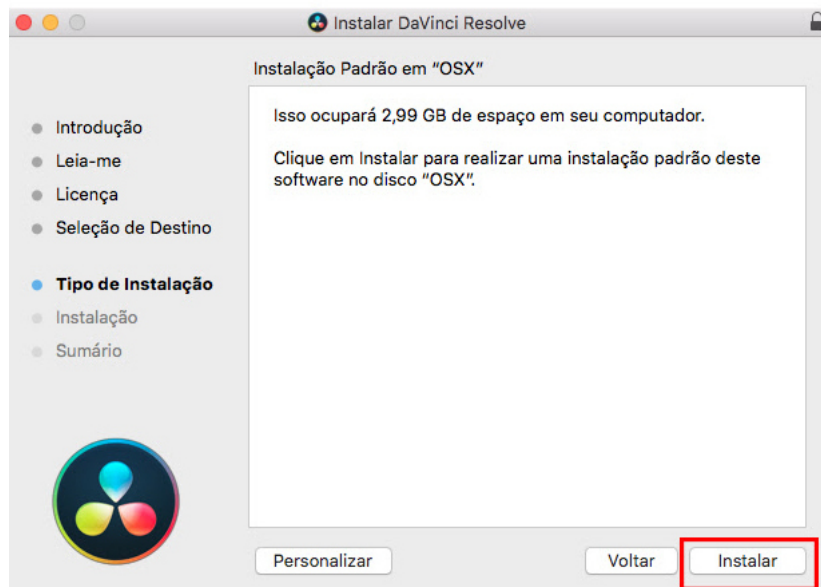 Instalar DaVinci Resolve
Instalação Padrão em “OSX”
Introdução
Leia-me
Licença
Seleção de Destino
Tipo de Instalação
Instalação
Sumário
Isso ocupará 2,99 GB de espaço em seu computador.
Clique em Instalar para realizar uma instalação padrão deste
software no disco “OSX”.
Personalizar
Voltar
Instalar